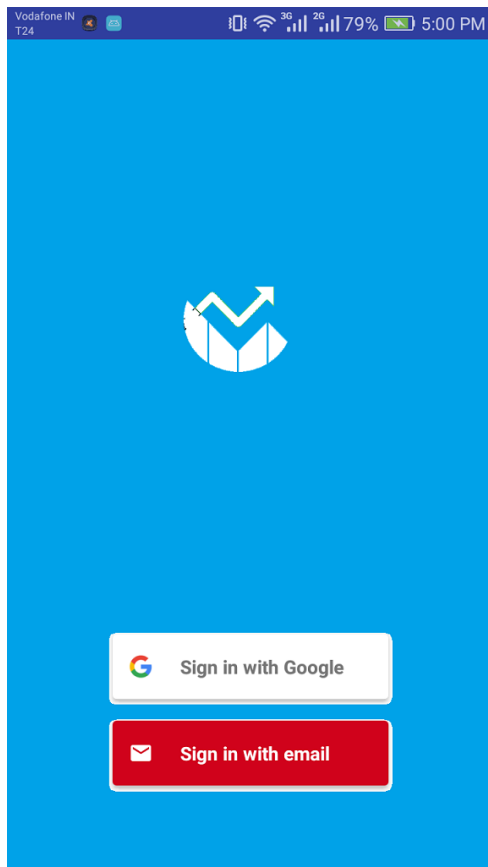 Vodafone IN
T24
3G
2G
79%
5:00 PM
Sign in with Google
Sign in with email